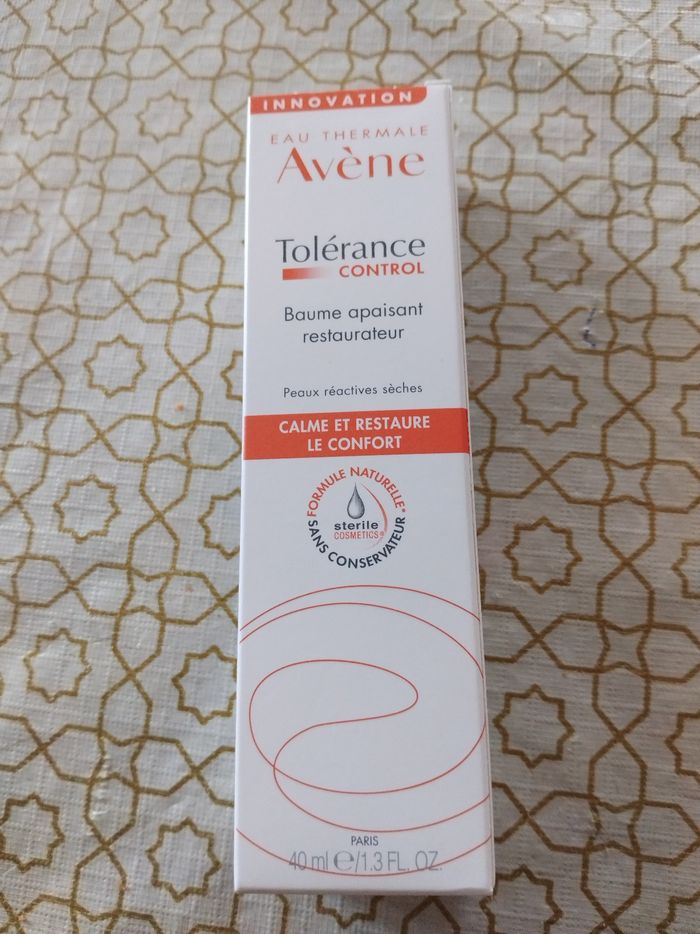 INNOVATION
EAU THERMALE
Avène
Tolérance
CONTROL
Baume apaisant
restaurateur
Peaux réactives sèches
CALME ET RESTAURE
LE CONFORT
FORMULE NATURELLE*
sterile
COSMETICS®
SANS CONSERVATEUR
PARIS
40 ml ℮/1.3 FL. OZ.